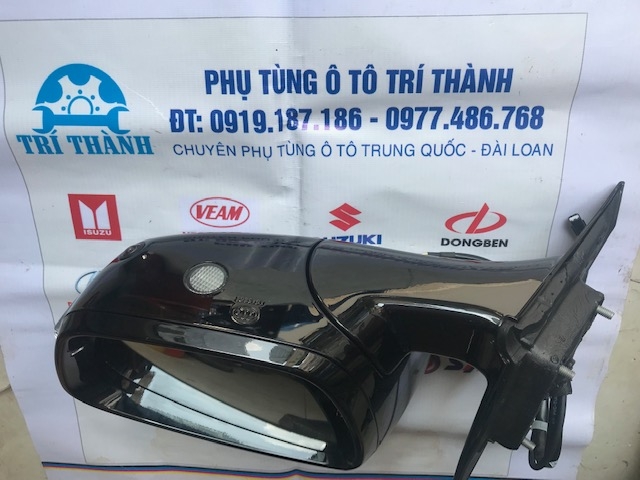 PHỤ TÙNG Ô TÔ TRÍ THÀNH
ĐT: 0919.187.186 - 0977.486.768
TRÍ THÀNH
CHUYÊN PHỤ TÙNG Ô TÔ TRUNG QUỐC - ĐÀI LOAN
ISUZU
VEAM
UZUKI
DONGBEN